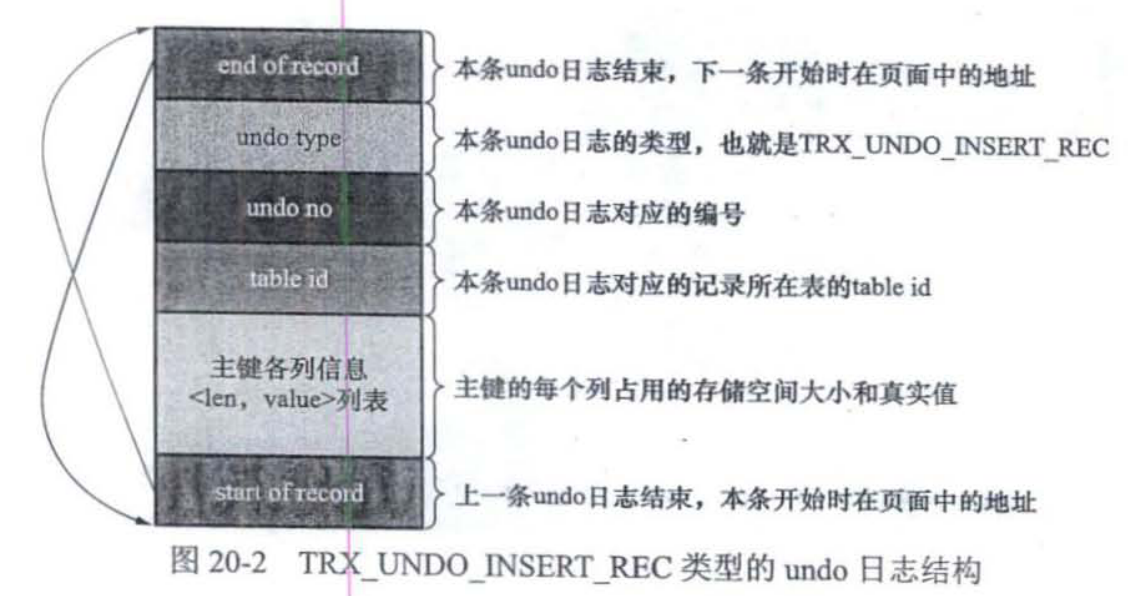 end of record
本条undo日志结束，下一条开始时在页面中的地址
undo type
本条undo日志的类型，也就是TRX_UNDO_INSERT_REC
undo no
本条undo日志对应的编号
table id
本条undo日志对应的记录所在表的table id
主键各列信息
<len，value>列表
主键的每个列占用的存储空间大小和真实值
start of record
上一条undo日志结束，本条开始时在页面中的地址
图 20-2 TRX_UNDO_INSERT_REC 类型的 undo 日志结构